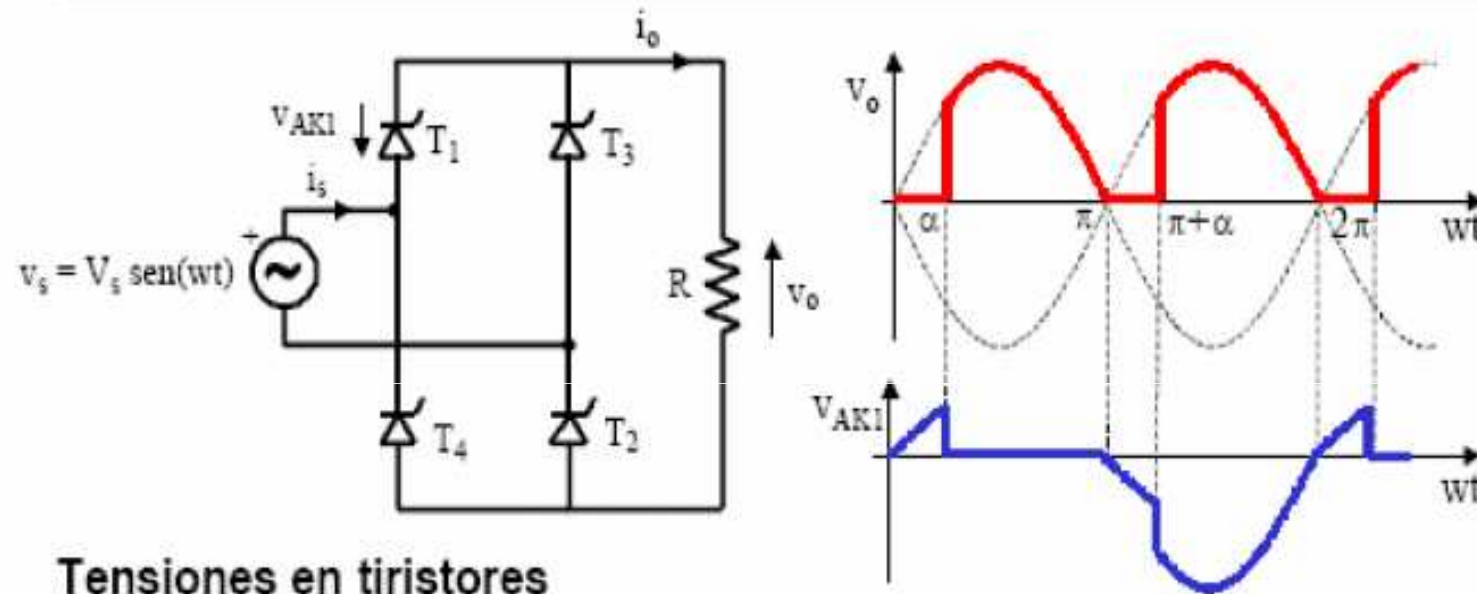 i₀
v_AK1
T₁
T₃
i_s
+
v_s = V_s sen(wt)
R
v₀
T₄
T₂
V₀
α
π
π+α
2π
wt
V_AK1
wt
Tensiones en tiristores